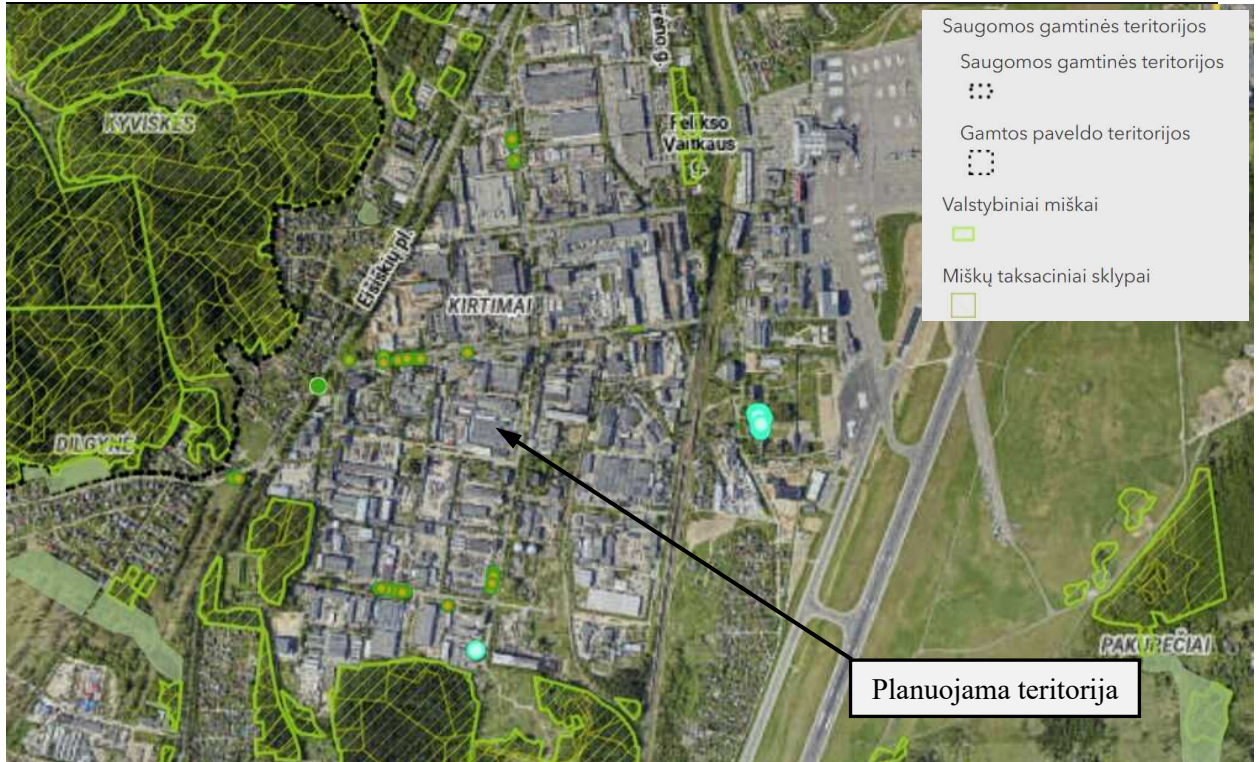 Saugomos gamtinės teritorijos
Saugomos gamtinės teritorijos
Gamtos paveldo teritorijos
Valstybiniai miškai
Miškų taksaciniai sklypai
KYVIŠKĖS
Felikso
Vaitkaus
g.
Eišiškių pl.
KIRTIMAI
DILGYNĖ
Planuojama teritorija